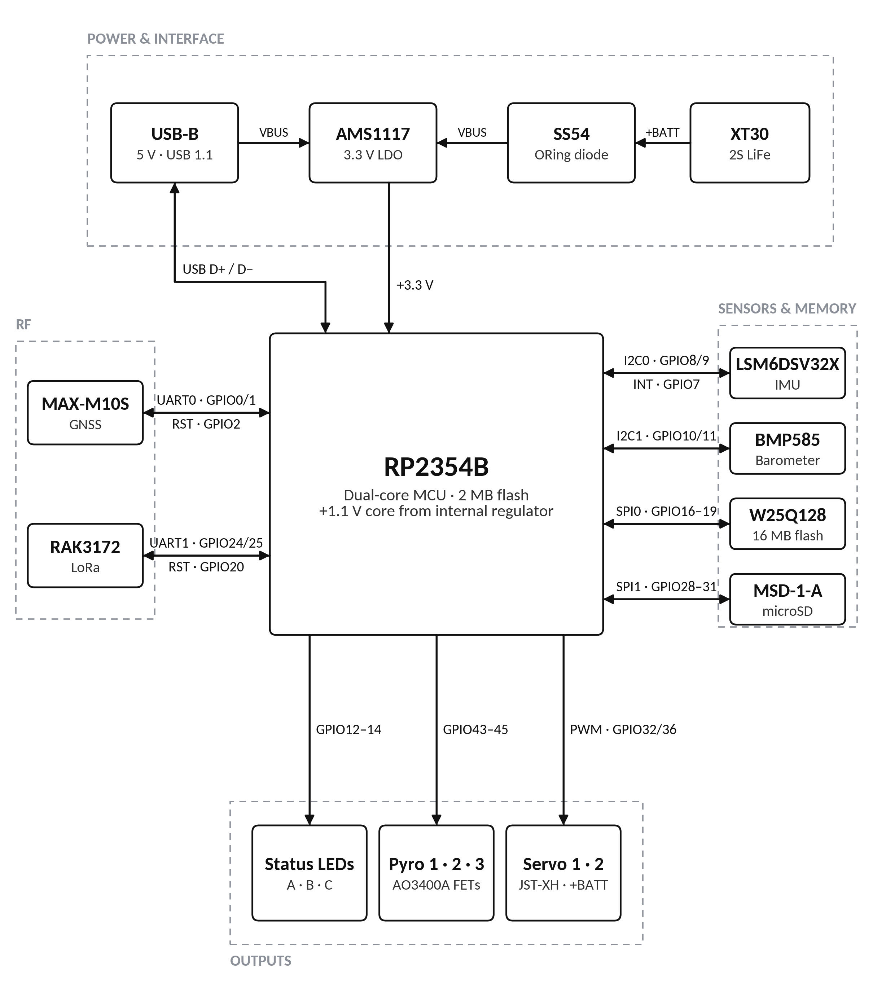 POWER & INTERFACE
USB-B
5 V · USB 1.1
VBUS
AMS1117
3.3 V LDO
VBUS
SS54
ORing diode
+BATT
XT30
2S LiFe
USB D+ / D−
+3.3 V
RF
MAX-M10S
GNSS
UART0 · GPIO0/1
RST · GPIO2
RAK3172
LoRa
UART1 · GPIO24/25
RST · GPIO20
RP2354B
Dual-core MCU · 2 MB flash
+1.1 V core from internal regulator
SENSORS & MEMORY
I2C0 · GPIO8/9
INT · GPIO7
LSM6DSV32X
IMU
I2C1 · GPIO10/11
BMP585
Barometer
SPI0 · GPIO16–19
W25Q128
16 MB flash
SPI1 · GPIO28–31
MSD-1-A
microSD
GPIO12–14
GPIO43–45
PWM · GPIO32/36
Status LEDs
A · B · C
Pyro 1 · 2 · 3
AO3400A FETs
Servo 1 · 2
JST-XH · +BATT
OUTPUTS